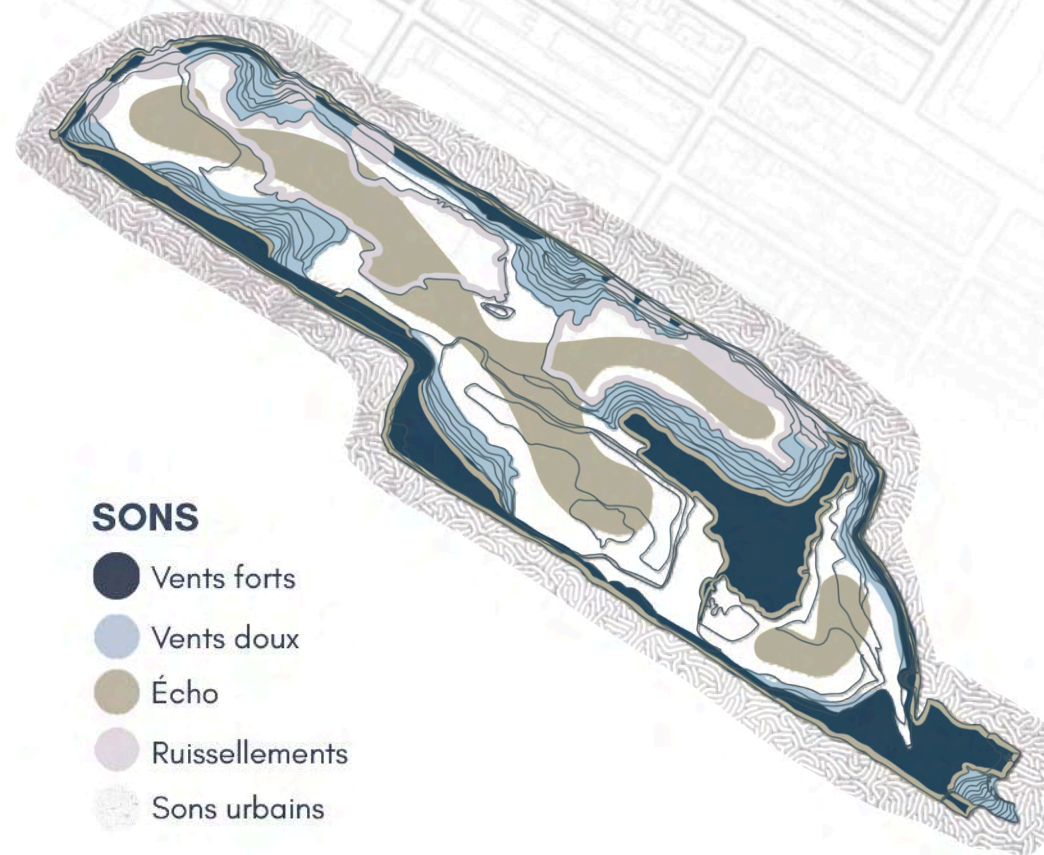 SONS
Vents forts
Vents doux
Écho
Ruissellements
Sons urbains